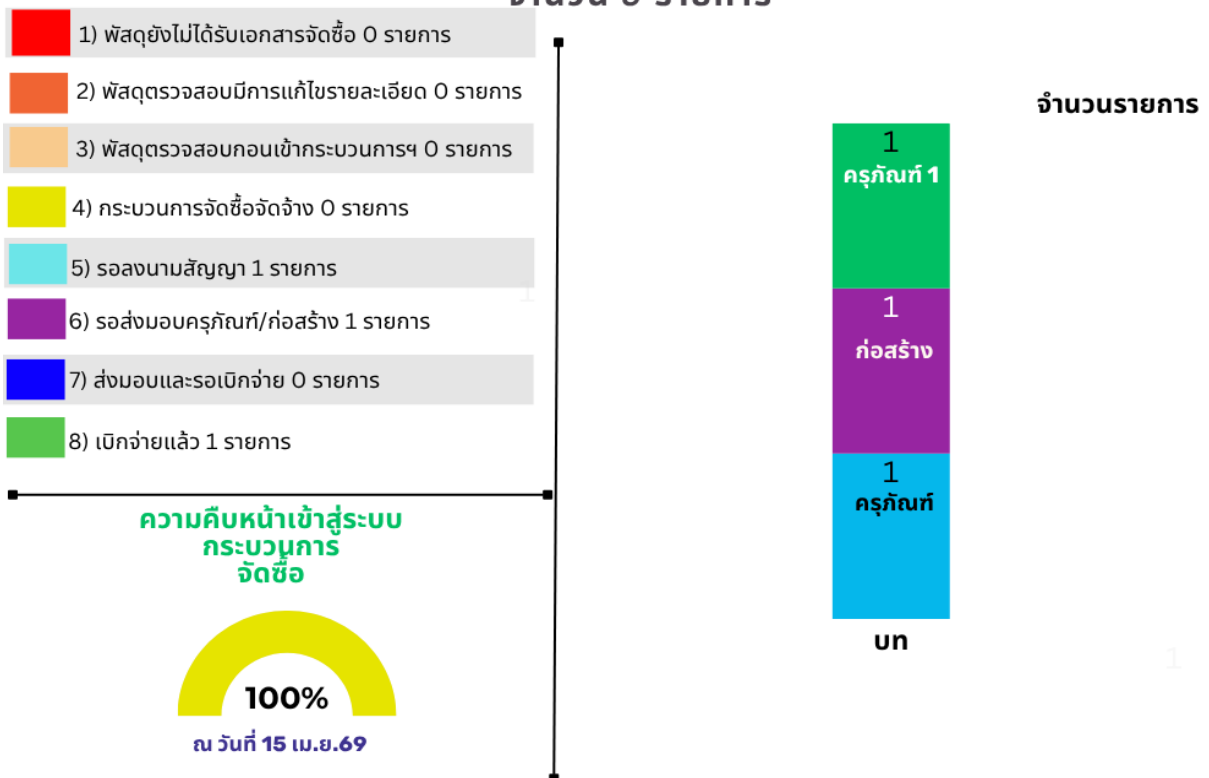 1) พัสดุยังไม่ได้รับเอกสารจัดซื้อ 0 รายการ
2) พัสดุตรวจสอบมีการแก้ไขรายละเอียด 0 รายการ
3) พัสดุตรวจสอบกอนเข้ากระบวนการฯ 0 รายการ
4) กระบวนการจัดซื้อจัดจ้าง 0 รายการ
5) รอลงนามสัญญา 1 รายการ
6) รอส่งมอบครุภัณฑ์/ก่อสร้าง 1 รายการ
7) ส่งมอบและรอเบิกจ่าย 0 รายการ
8) เบิกจ่ายแล้ว 1 รายการ
ความคืบหน้าเข้าสู่ระบบ
กระบวนการ
จัดซื้อ
100%
ณ วันที่ 15 เม.ย.69
จำนวนรายการ
1
ครุภัณฑ์ 1
1
ก่อสร้าง
1
ครุภัณฑ์
บท
1
1